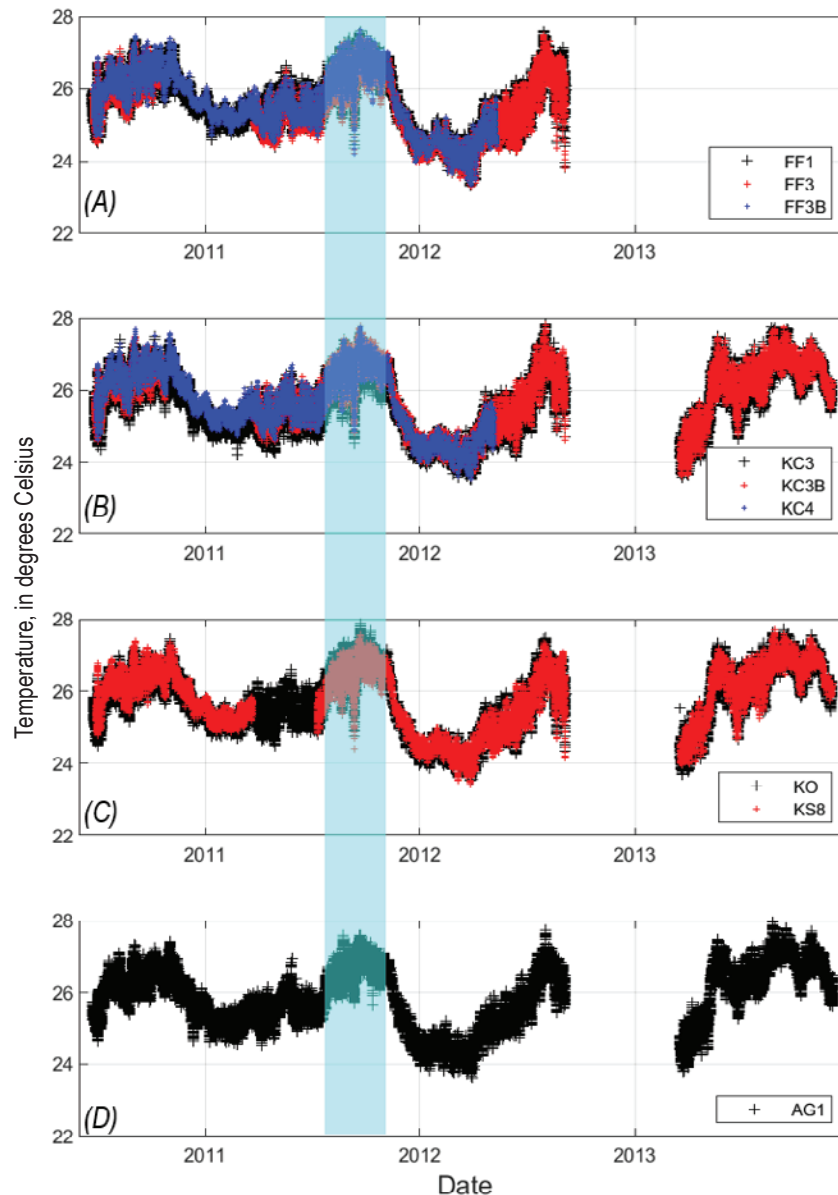 28
26
24
22
(A)
FF1
FF3
FF3B
2011
2012
2013
28
26
24
22
(B)
KC3
KC3B
KC4
2011
2012
2013
Temperature, in degrees Celsius
28
26
24
22
(C)
KO
KS8
2011
2012
2013
28
26
24
22
(D)
AG1
2011
2012
2013
Date